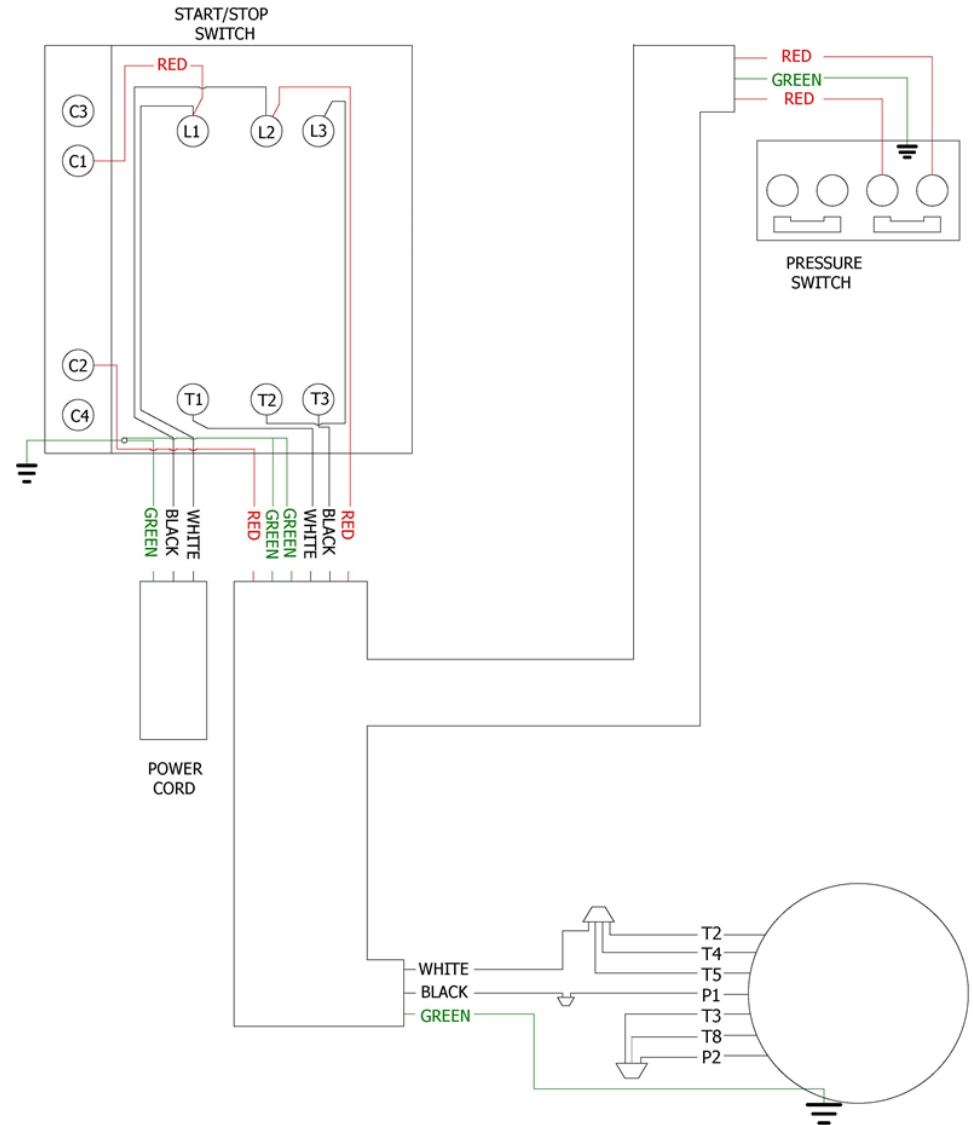 START/STOP
SWITCH
RED
RED
GREEN
RED
C3
L1
L2
L3
C1
PRESSURE
SWITCH
C2
T1
T2
T3
C4
GREEN
BLACK
WHITE
RED
GREEN
GREEN
WHITE
BLACK
RED
POWER
CORD
T2
T4
WHITE
T5
BLACK
P1
GREEN
T3
T8
P2